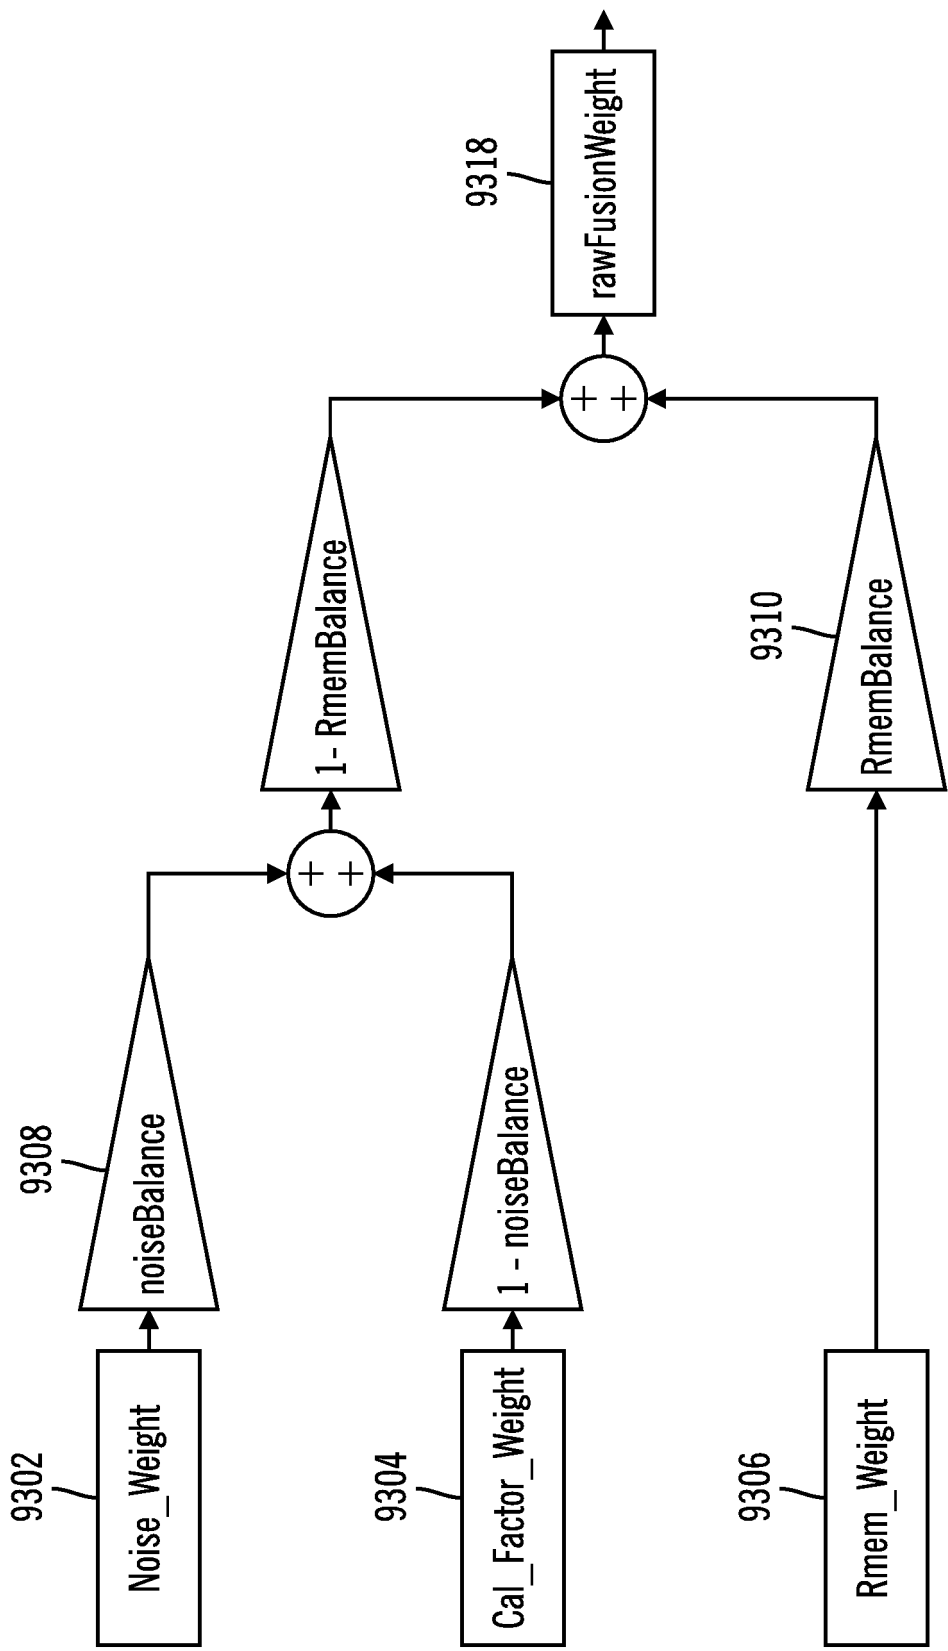 9302
Noise_Weight
9308
noiseBalance
9304
Cal_Factor_Weight
1 - noiseBalance
+ +
1- RmemBalance
9306
Rmem_Weight
9310
RmemBalance
+ +
9318
rawFusionWeight